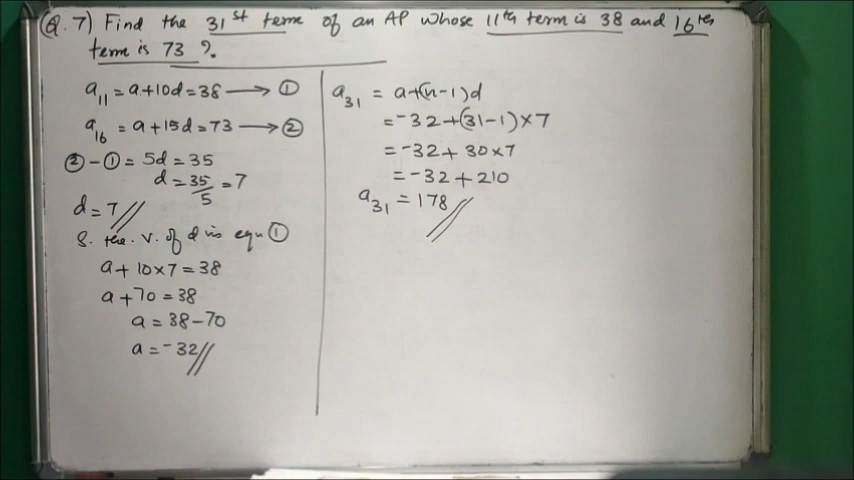 Q.7) Find the 31st term of an AP whose 11th term is 38 and 16th
term is 73 ?.
a11 = a+10d=38 → ①
a16 = a+15d=73 → ②
②-① = 5d=35
d = 35/5 = 7
d=7//
S. the. V. of d in equ ①
a+10×7=38
a+70=38
a=38-70
a=-32//
a31 = a+(n-1)d
=-32+(31-1)×7
=-32+30×7
=-32+210
a31 = 178//